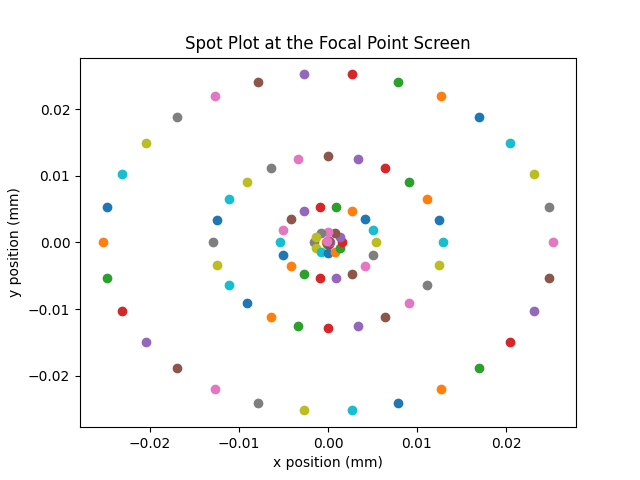 Spot Plot at the Focal Point Screen
y position (mm)
0.02
0.01
0.00
−0.01
−0.02
−0.02 −0.01 0.00 0.01 0.02
x position (mm)